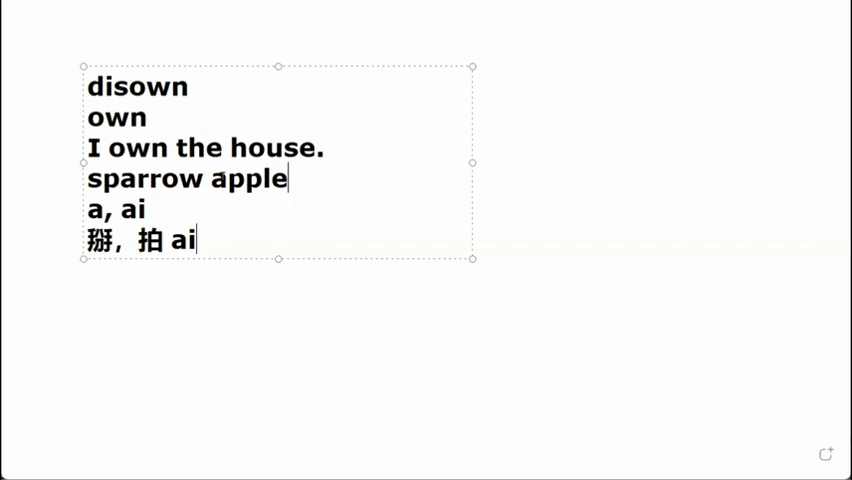 disown
own
I own the house.
sparrow apple
a, ai
掰，拍 ai